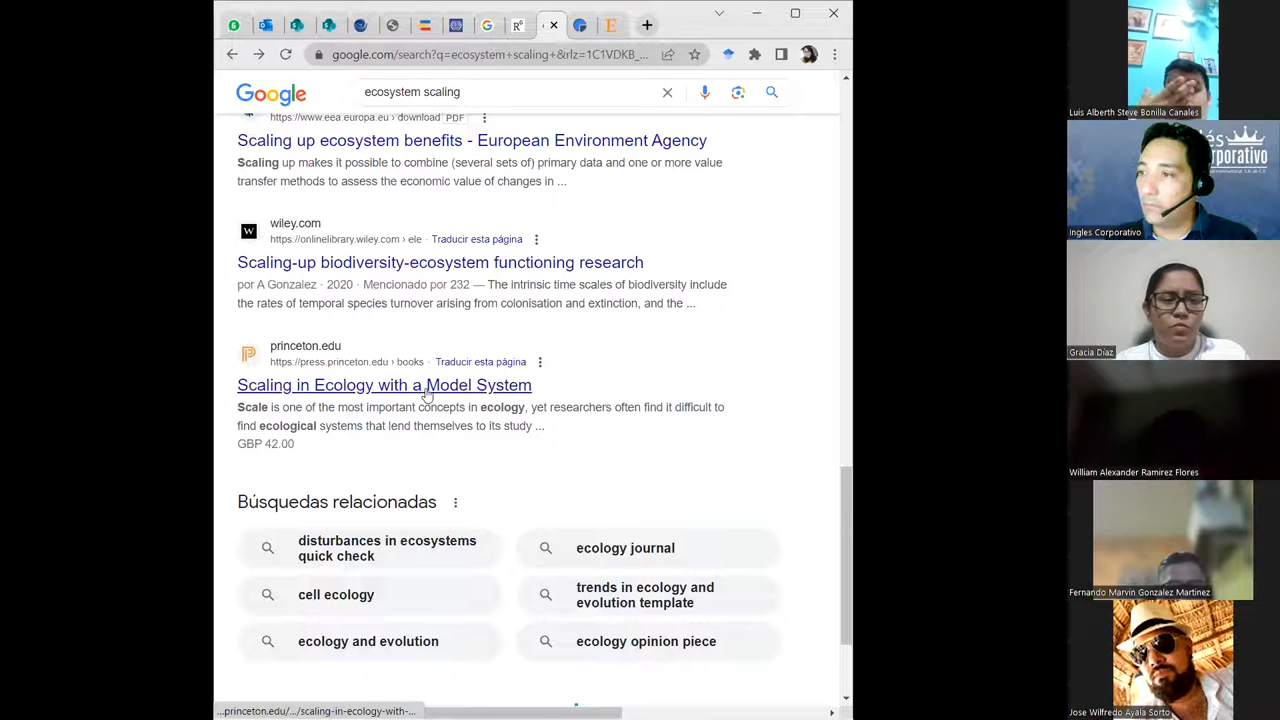 google.com/search?q=ecosystem+scaling+&rlz=1C1VDKB_...
Google
ecosystem scaling
https://www.eea.europa.eu › download PDF
Scaling up ecosystem benefits - European Environment Agency
Scaling up makes it possible to combine (several sets of) primary data and one or more value
transfer methods to assess the economic value of changes in ...
wiley.com
https://onlinelibrary.wiley.com › ele · Traducir esta página
Scaling-up biodiversity-ecosystem functioning research
por A Gonzalez · 2020 · Mencionado por 232 — The intrinsic time scales of biodiversity include
the rates of temporal species turnover arising from colonisation and extinction, and the ...
princeton.edu
https://press.princeton.edu › books · Traducir esta página
Scaling in Ecology with a Model System
Scale is one of the most important concepts in ecology, yet researchers often find it difficult to
find ecological systems that lend themselves to its study ...
GBP 42.00
Búsquedas relacionadas
disturbances in ecosystems
quick check
ecology journal
cell ecology
trends in ecology and
evolution template
ecology and evolution
ecology opinion piece
...princeton.edu/.../scaling-in-ecology-with-...
Luis Alberth Steve Bonilla Canales
Corporativo
Ingles Corporativo
Gracia Díaz
William Alexander Ramirez Flores
Fernando Marvin Gonzalez Martinez
Jose Wilfredo Ayala Sorto